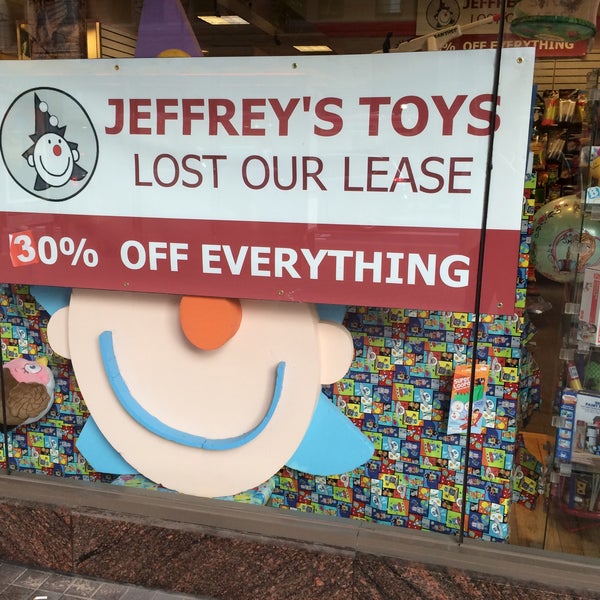 JEFFREY'S TOYS
LOST OUR LEASE
30% OFF EVERYTHING
OFF EVERYTHING